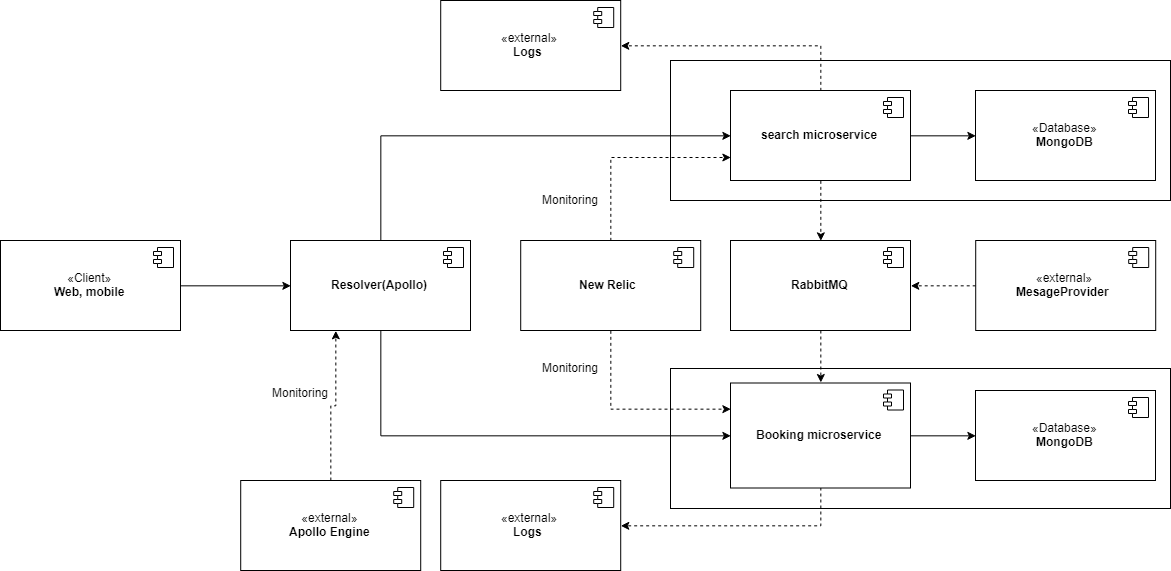 «external»
Logs
search microservice
«Database»
MongoDB
Monitoring
«Client»
Web, mobile
Resolver(Apollo)
New Relic
RabbitMQ
«external»
MesageProvider
Monitoring
Monitoring
Booking microservice
«Database»
MongoDB
«external»
Apollo Engine
«external»
Logs